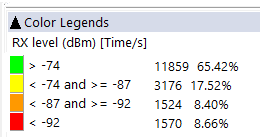 Color Legends
RX level (dBm) [Time/s]
> -74 11859 65.42%
< -74 and >= -87 3176 17.52%
< -87 and >= -92 1524 8.40%
< -92 1570 8.66%